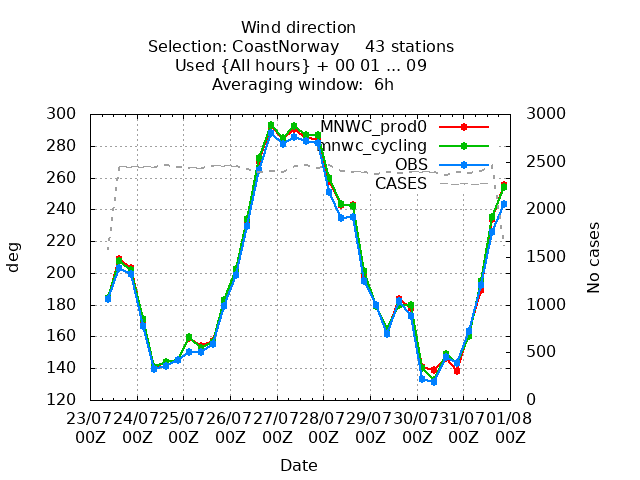 Wind direction
Selection: CoastNorway 43 stations
Used {All hours} + 00 01 ... 09
Averaging window: 6h
300 3000
280
260 2500
240
220 2000
200 1500
180 1000
160
140 500
120 0
MNWC_prod0
mnwc_cycling
OBS
CASES
deg
No cases
23/07 24/07 25/07 26/07 27/07 28/07 29/07 30/07 31/07 01/08
00Z 00Z 00Z 00Z 00Z 00Z 00Z 00Z 00Z 00Z
Date